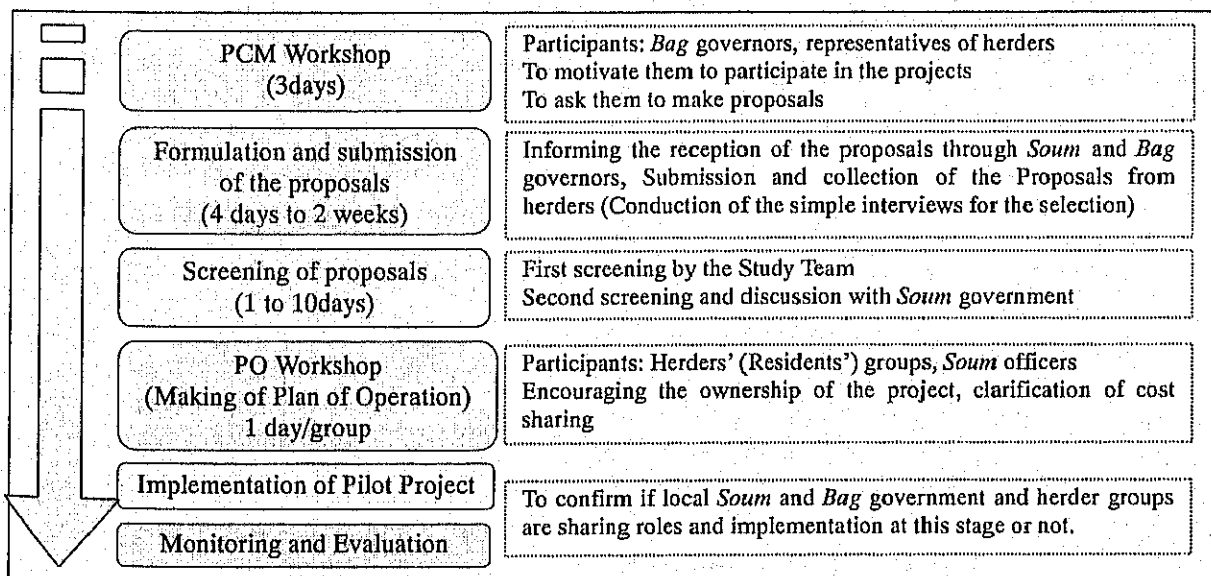 PCM Workshop
(3days)
Participants: Bag governors, representatives of herders
To motivate them to participate in the projects
To ask them to make proposals
Formulation and submission
of the proposals
(4 days to 2 weeks)
Informing the reception of the proposals through Soum and Bag
governors, Submission and collection of the Proposals from
herders (Conduction of the simple interviews for the selection)
Screening of proposals
(1 to 10days)
First screening by the Study Team
Second screening and discussion with Soum government
PO Workshop
(Making of Plan of Operation)
1 day/group
Participants: Herders' (Residents') groups, Soum officers
Encouraging the ownership of the project, clarification of cost
sharing
Implementation of Pilot Project
Monitoring and Evaluation
To confirm if local Soum and Bag government and herder groups
are sharing roles and implementation at this stage or not.